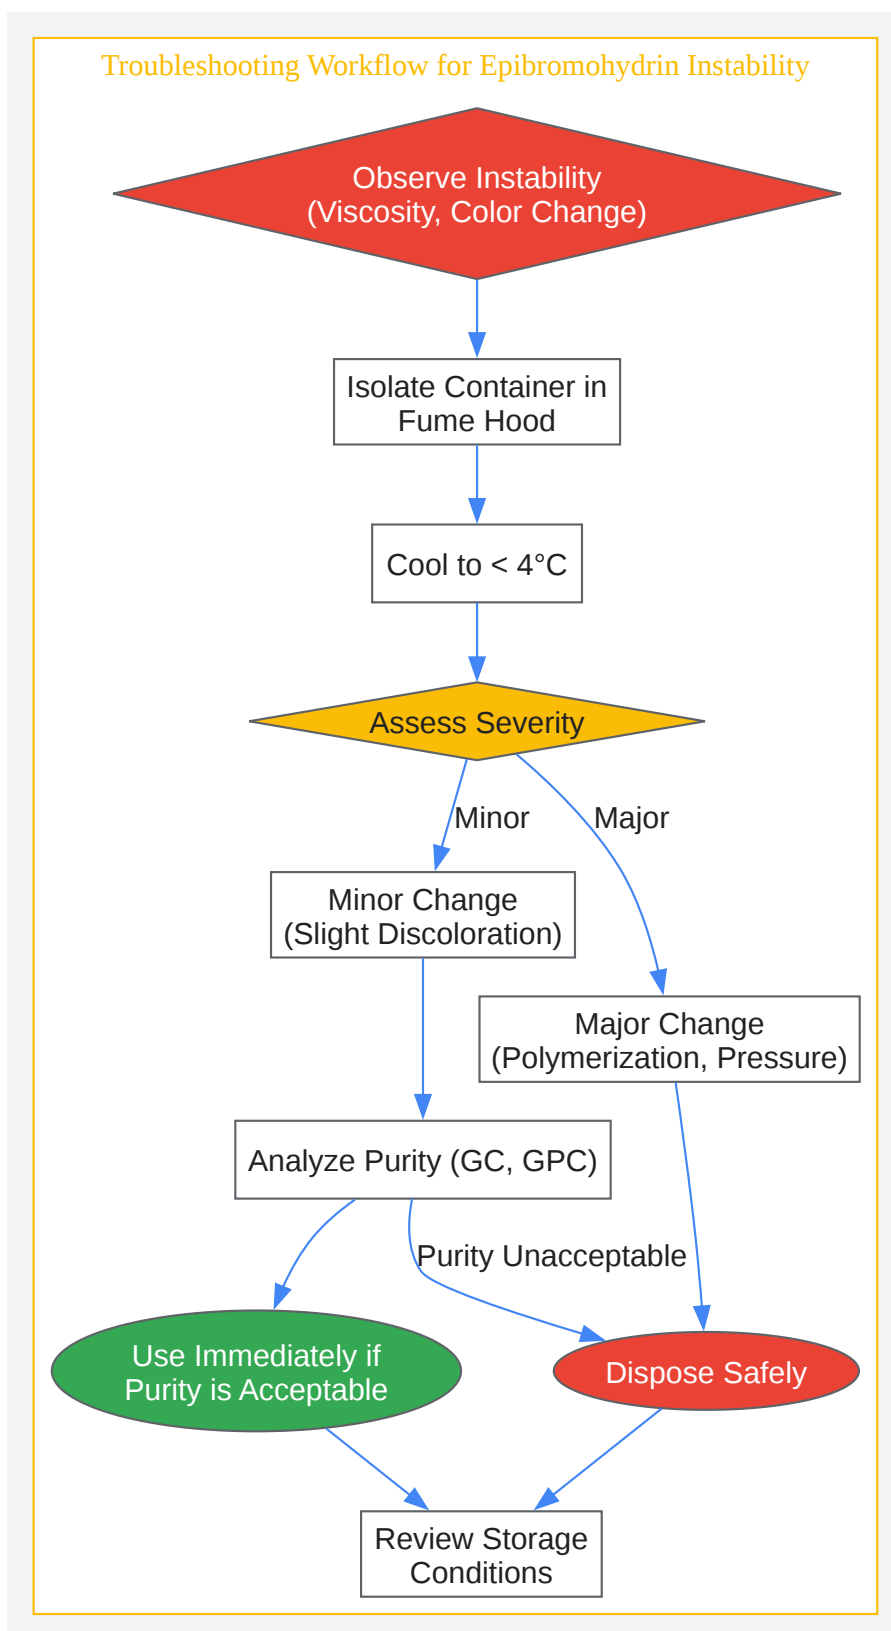 Troubleshooting Workflow for Epibromohydrin Instability
Observe Instability
(Viscosity, Color Change)
Isolate Container in
Fume Hood
Cool to < 4°C
Assess Severity
Minor
Major
Minor Change
(Slight Discoloration)
Major Change
(Polymerization, Pressure)
Analyze Purity (GC, GPC)
Purity Unacceptable
Use Immediately if
Purity is Acceptable
Dispose Safely
Review Storage
Conditions